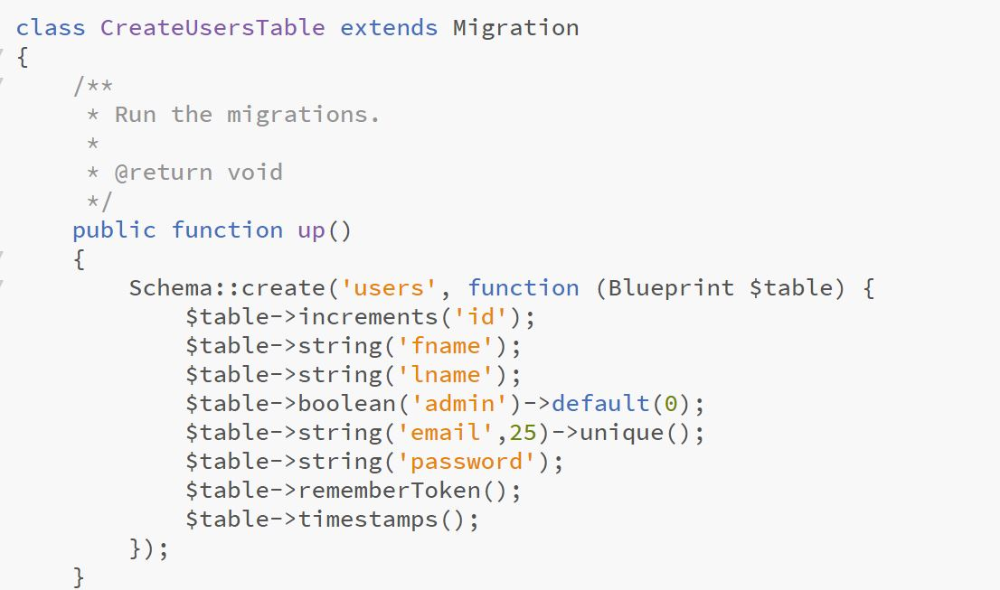 class CreateUsersTable extends Migration
{
    /**
     * Run the migrations.
     *
     * @return void
     */
    public function up()
    {
        Schema::create('users', function (Blueprint $table) {
            $table->increments('id');
            $table->string('fname');
            $table->string('lname');
            $table->boolean('admin')->default(0);
            $table->string('email',25)->unique();
            $table->string('password');
            $table->rememberToken();
            $table->timestamps();
        });
    }